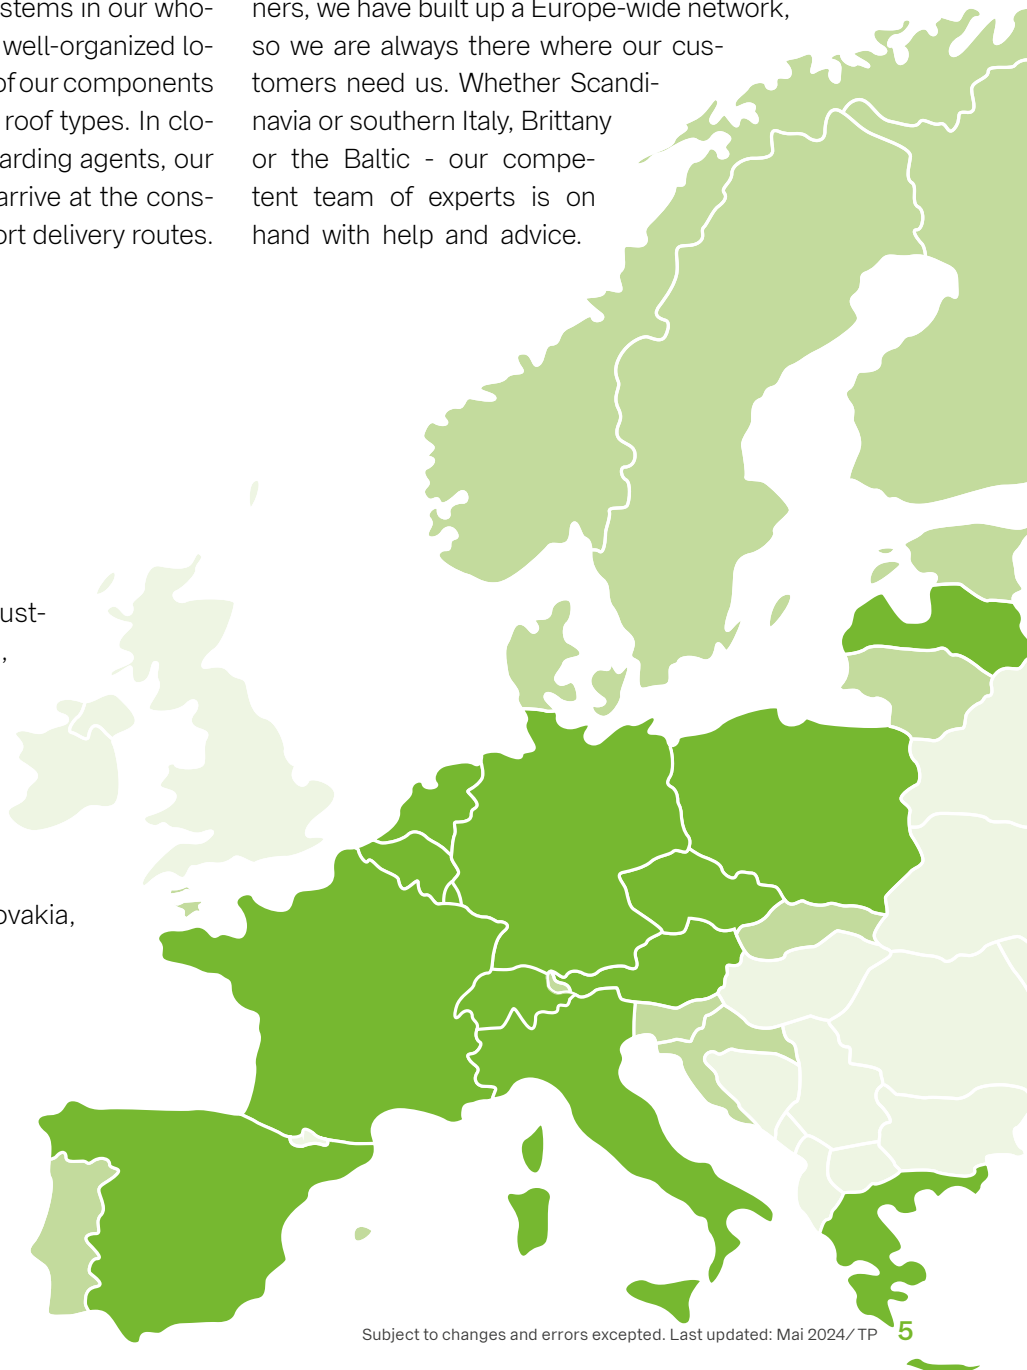 stems in our who-
well-organized lo-
of our components
roof types. In clo-
arding agents, our
arrive at the cons-
ort delivery routes.
ners, we have built up a Europe-wide network,
so we are always there where our cus-
tomers need us. Whether Scandi-
navia or southern Italy, Brittany
or the Baltic - our compe-
tent team of experts is on
hand with help and advice.
ust-
,
ovakia,
Subject to changes and errors excepted. Last updated: Mai 2024/TP 5